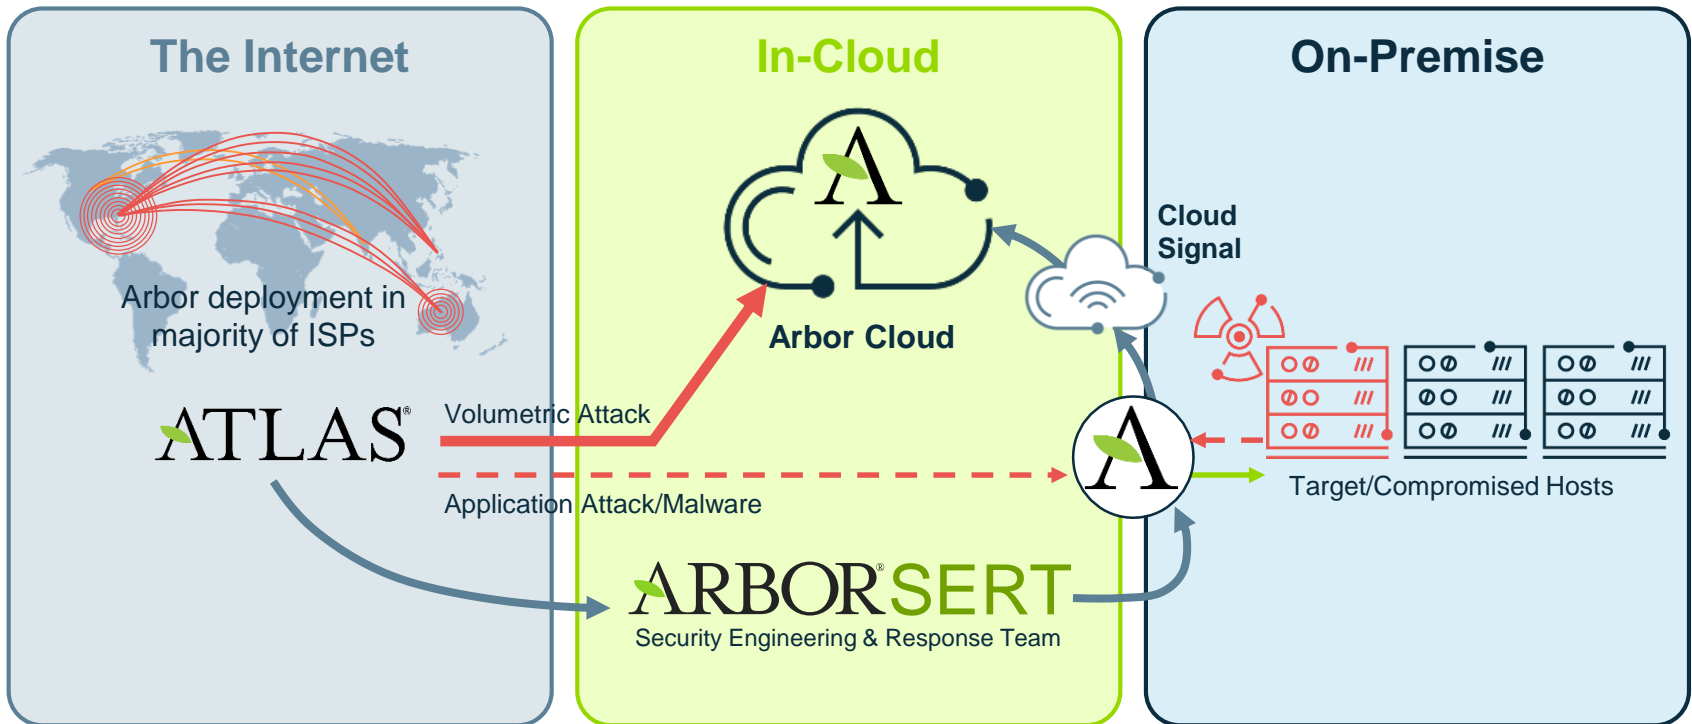 The Internet
Arbor deployment in
majority of ISPs
ATLAS®
Volumetric Attack
Application Attack/Malware
In-Cloud
A
Arbor Cloud
ARBOR® SERT
Security Engineering & Response Team
On-Premise
Cloud
Signal
A
Target/Compromised Hosts